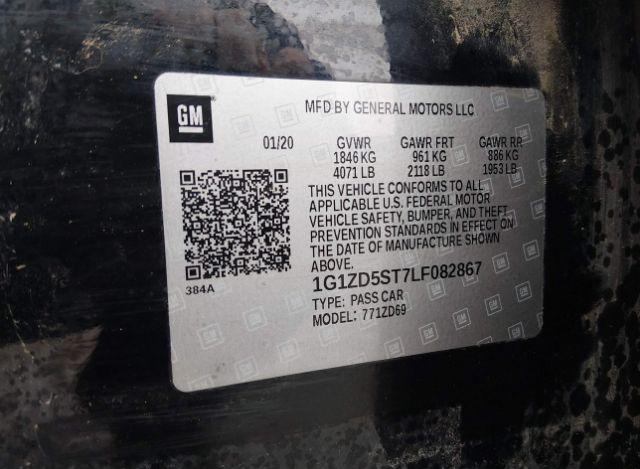 GM
MFD BY GENERAL MOTORS LLC
01/20 GVWR GAWR FRT GAWR RR
1846 KG 961 KG 886 KG
4071 LB 2118 LB 1953 LB
THIS VEHICLE CONFORMS TO ALL
APPLICABLE U.S. FEDERAL MOTOR
VEHICLE SAFETY, BUMPER, AND THEFT
PREVENTION STANDARDS IN EFFECT ON
THE DATE OF MANUFACTURE SHOWN
ABOVE.
384A
1G1ZD5ST7LF082867
TYPE: PASS CAR
MODEL: 771ZD69